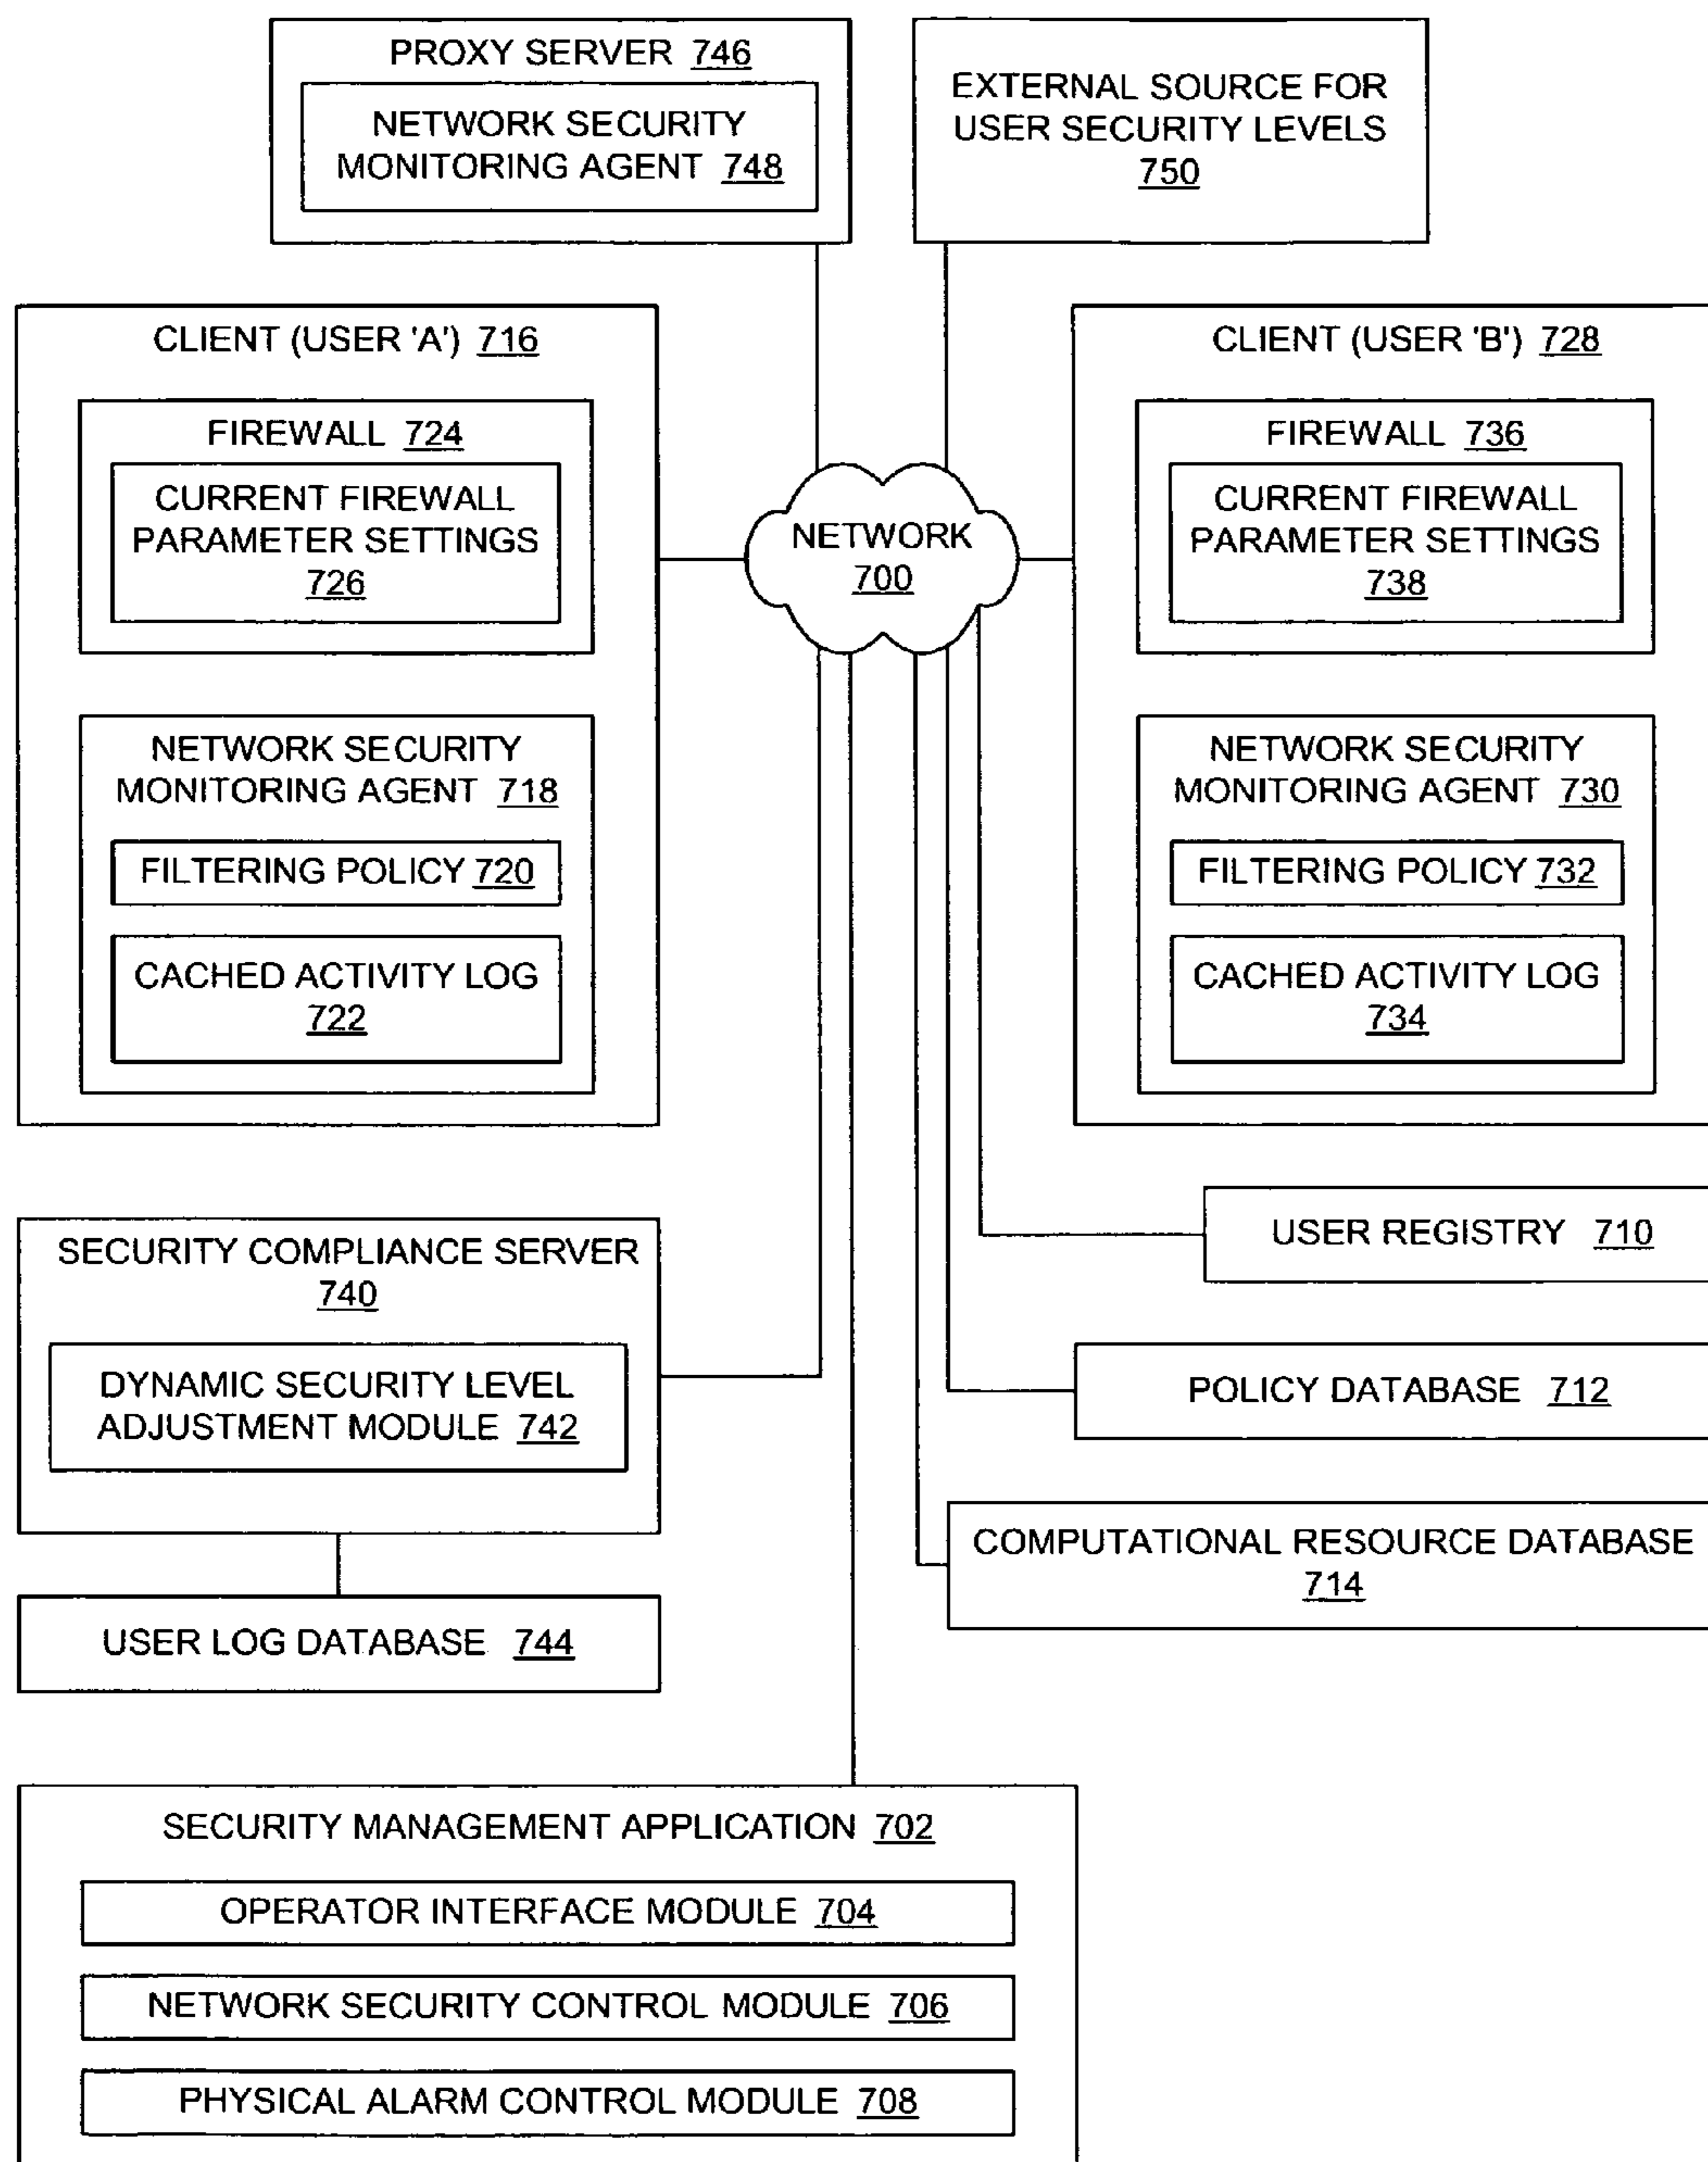 PROXY SERVER 746
NETWORK SECURITY
MONITORING AGENT 748
EXTERNAL SOURCE FOR
USER SECURITY LEVELS
750
CLIENT (USER 'A') 716
FIREWALL 724
CURRENT FIREWALL
PARAMETER SETTINGS
726
NETWORK SECURITY
MONITORING AGENT 718
FILTERING POLICY 720
CACHED ACTIVITY LOG
722
NETWORK
700
CLIENT (USER 'B') 728
FIREWALL 736
CURRENT FIREWALL
PARAMETER SETTINGS
738
NETWORK SECURITY
MONITORING AGENT 730
FILTERING POLICY 732
CACHED ACTIVITY LOG
734
SECURITY COMPLIANCE SERVER
740
DYNAMIC SECURITY LEVEL
ADJUSTMENT MODULE 742
USER LOG DATABASE 744
USER REGISTRY 710
POLICY DATABASE 712
COMPUTATIONAL RESOURCE DATABASE
714
SECURITY MANAGEMENT APPLICATION 702
OPERATOR INTERFACE MODULE 704
NETWORK SECURITY CONTROL MODULE 706
PHYSICAL ALARM CONTROL MODULE 708